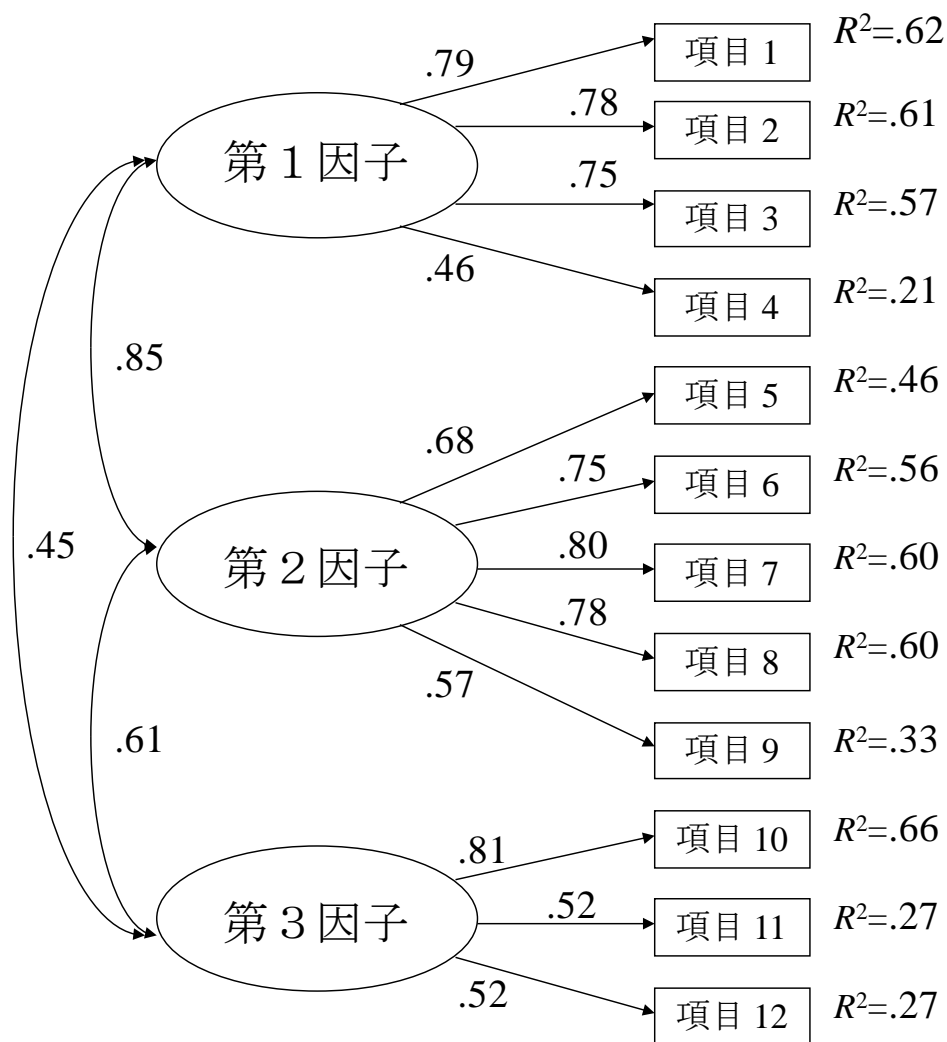 .79
項目 1
R²=.62
第１因子
.78
項目 2
R²=.61
.75
項目 3
R²=.57
.46
項目 4
R²=.21
.85
.45
.61
第２因子
.68
項目 5
R²=.46
.75
項目 6
R²=.56
.80
項目 7
R²=.60
.78
項目 8
R²=.60
.57
項目 9
R²=.33
第３因子
.81
項目 10
R²=.66
.52
項目 11
R²=.27
.52
項目 12
R²=.27